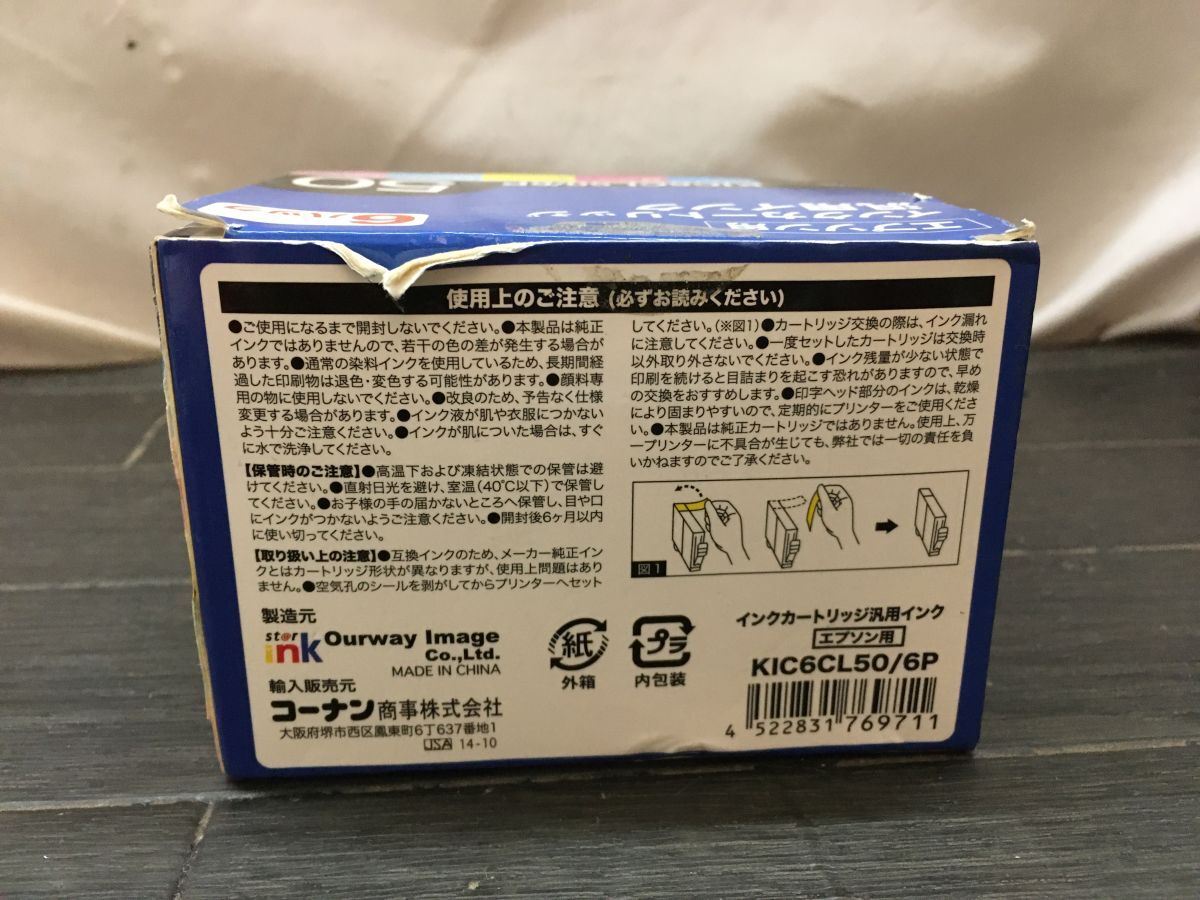 50
6パック
エプソン用
インクカートリッジ
汎用インク
使用上のご注意 (必ずお読みください)
●ご使用になるまで開封しないでください。●本製品は純正
インクではありませんので、若干の色の差が発生する場合が
あります。●通常の染料インクを使用しているため、長期間経
過した印刷物は退色・変色する可能性があります。●顔料専
用の物に使用しないでください。●改良のため、予告なく仕様
変更する場合があります。●インク液が肌や衣服につかない
よう十分ご注意ください。●インクが肌についた場合は、すぐ
に水で洗浄してください。
【保管時のご注意】●高温下および凍結状態での保管は避
けてください。●直射日光を避け、室温(40℃以下)で保管し
てください。●お子様の手の届かないところへ保管し、目や口
にインクがつかないようご注意ください。●開封後6ヶ月以内
に使い切ってください。
【取り扱い上の注意】●互換インクのため、メーカー純正イン
クとはカートリッジ形状が異なりますが、使用上問題はあり
ません。●空気孔のシールを剥がしてからプリンターへセット
してください。(※図1)●カートリッジ交換の際は、インク漏れ
に注意してください。●一度セットしたカートリッジは交換時
以外取り外さないでください。●インク残量が少ない状態で
印刷を続けると目詰まりを起こす恐れがありますので、早め
の交換をおすすめします。●印字ヘッド部分のインクは、乾燥
により固まりやすいので、定期的にプリンターをご使用くださ
い。●本製品は純正カートリッジではありません。使用上、万
一プリンターに不具合が生じても、弊社では一切の責任を負
いかねますのでご了承ください。
図1
製造元
star ink Ourway Image
Co.,Ltd.
MADE IN CHINA
輸入販売元
コーナン商事株式会社
大阪府堺市西区鳳東町6丁637番地1
JSA 14-10
紙
外箱
プラ
内包装
インクカートリッジ汎用インク
エプソン用
KIC6CL50/6P
4 522831 769711